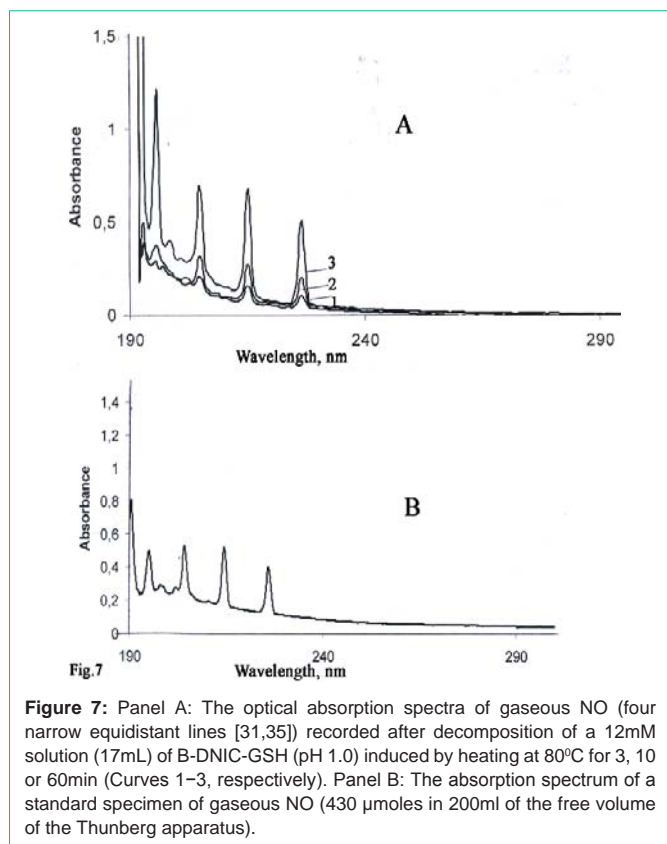 1,5
A
1
Absorbance
0,5
3
2
1
0
190
240
290
Wavelength, nm
1,4
1,2
B
1
Absorbance
0,8
0,6
0,4
0,2
0
190
240
290
Fig.7
Wavelength, nm
Figure 7: Panel A: The optical absorption spectra of gaseous NO (four
narrow equidistant lines [31,35]) recorded after decomposition of a 12mM
solution (17mL) of B-DNIC-GSH (pH 1.0) induced by heating at 80⁰C for 3, 10
or 60min (Curves 1−3, respectively). Panel B: The absorption spectrum of a
standard specimen of gaseous NO (430 μmoles in 200ml of the free volume
of the Thunberg apparatus).